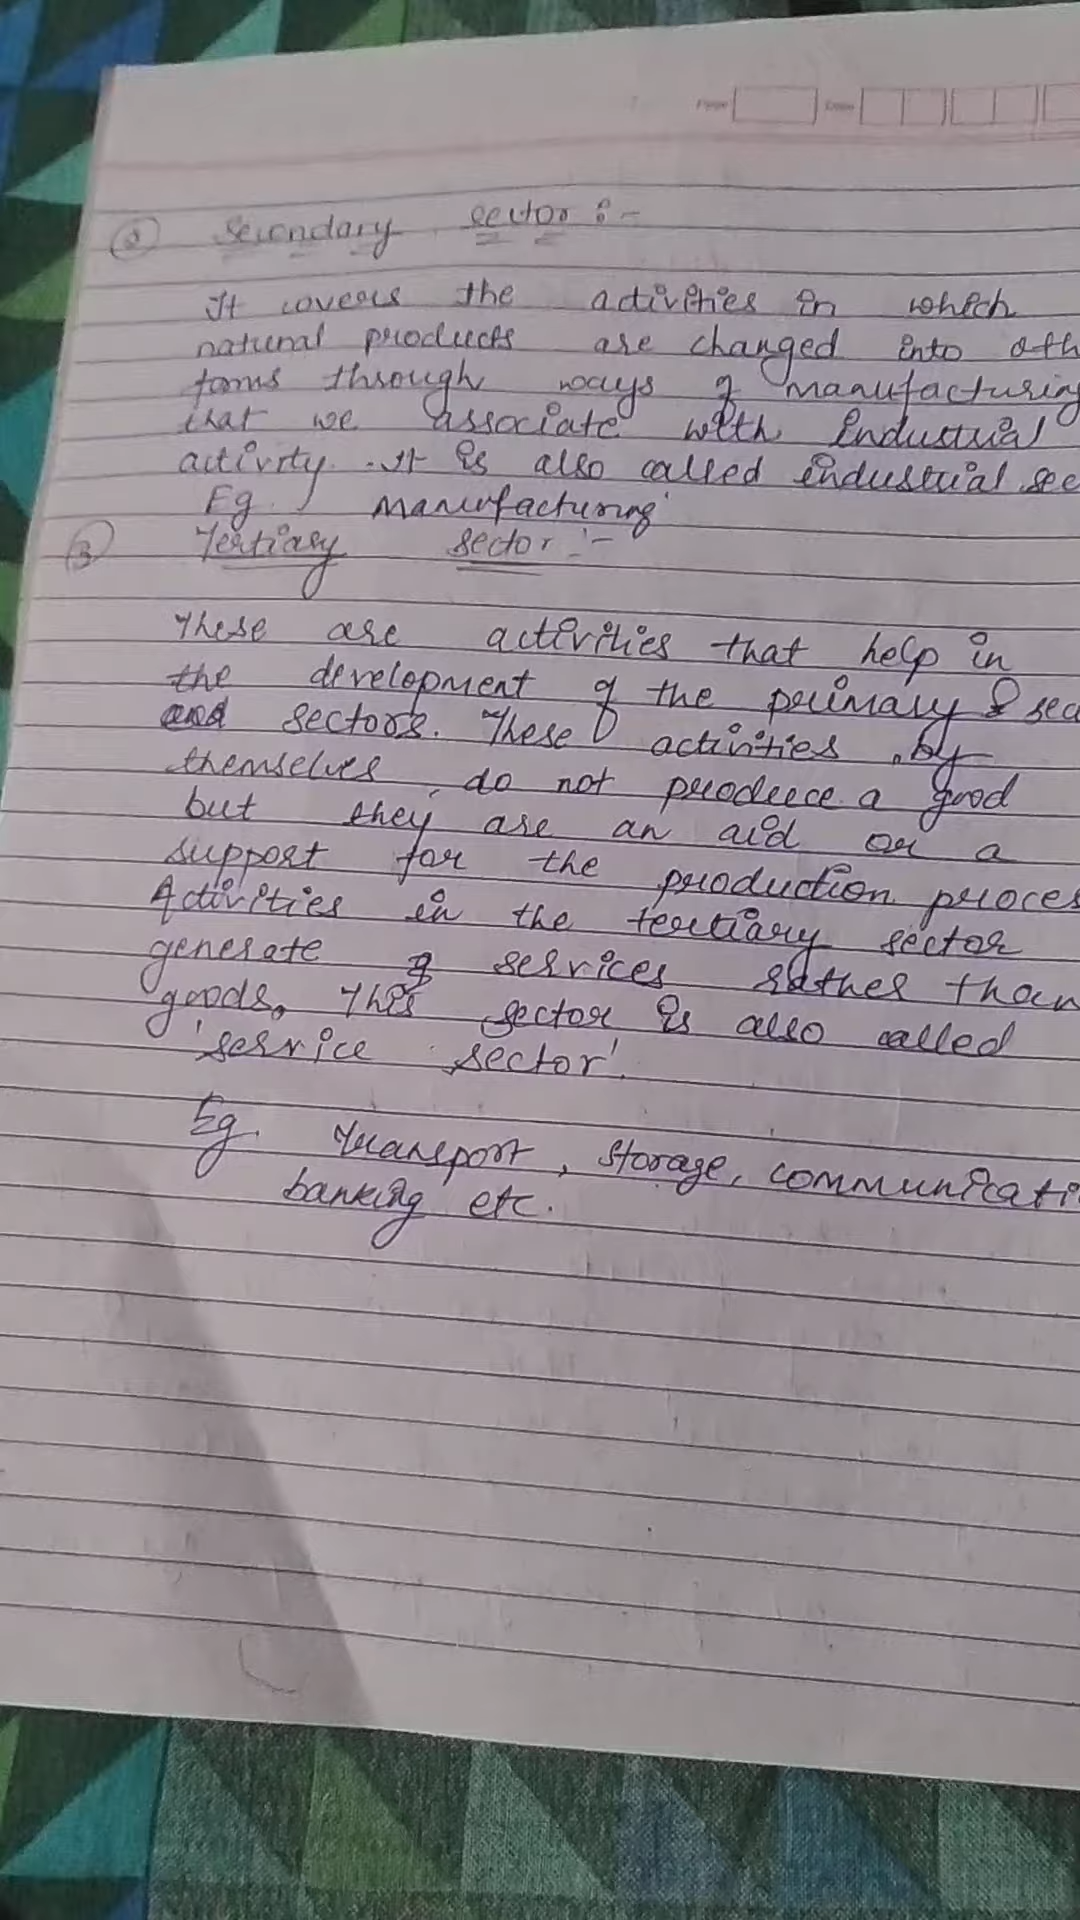 Page Date
② Secondary sector :-
It covers the activities in which
natural products are changed into oth
forms through ways of manufacturing
that we associate with industrial
activity. It is also called industrial sec
Eg. manufacturing
③ Tertiary sector :-
These are activities that help in
the development of the primary & sec
and sectors. These activities, by
themselves, do not produce a good
but they are an aid or a
support for the production proces
Activities in the tertiary sector
generate services rather than
goods, This sector is also called
'service sector'.
Eg. Transport, storage, communicati
banking etc.